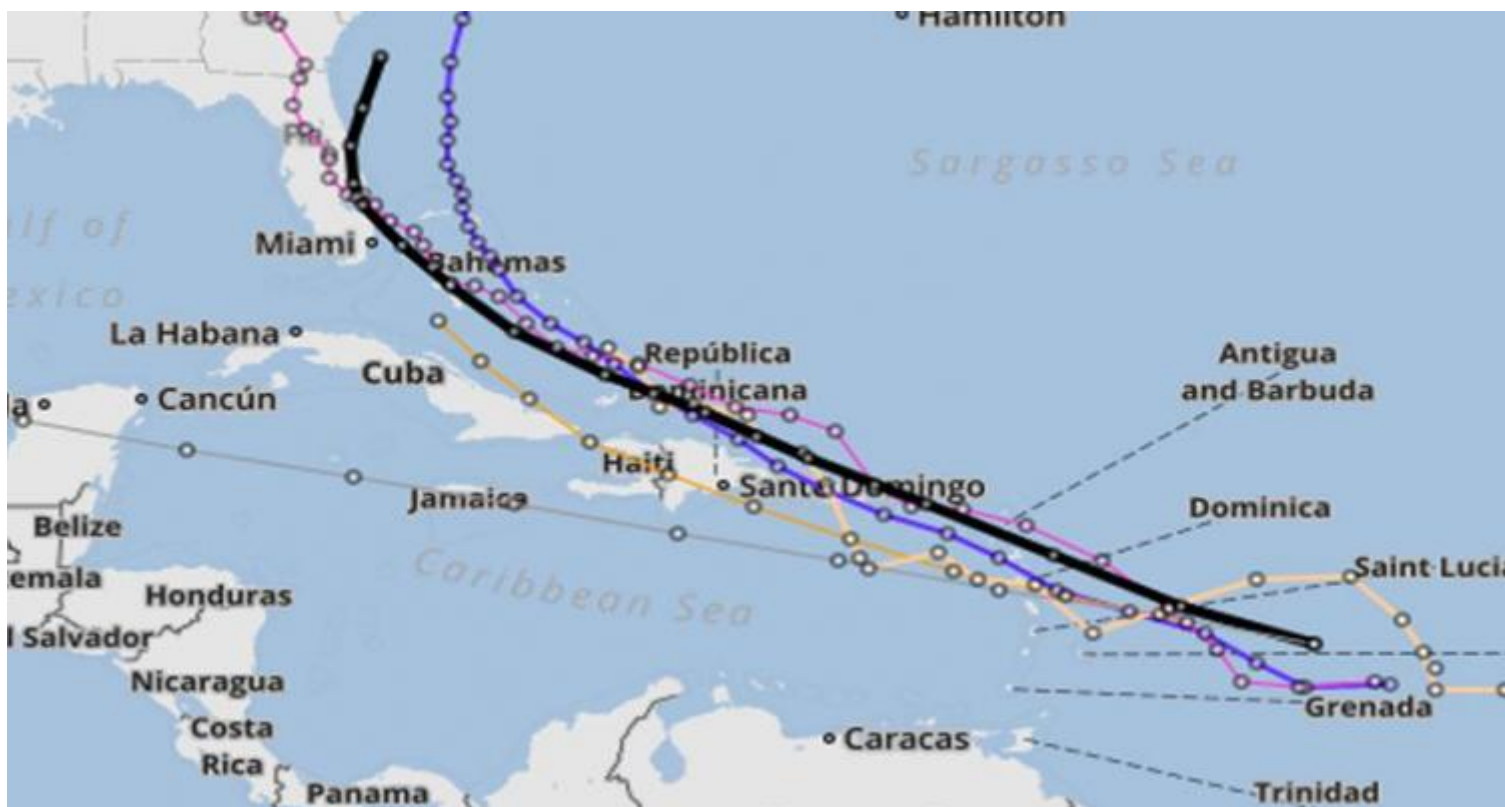 Hamilton
Sargasso Sea
Miami
Bahamas
La Habana
Cuba
Cancún
República
Dominicana
Antigua
and Barbuda
Haiti
Santo Domingo
Jamaica
Dominica
Belize
Caribbean Sea
Saint Lucia
Honduras
Nicaragua
Grenada
Costa
Rica
Caracas
Panama
Trinidad